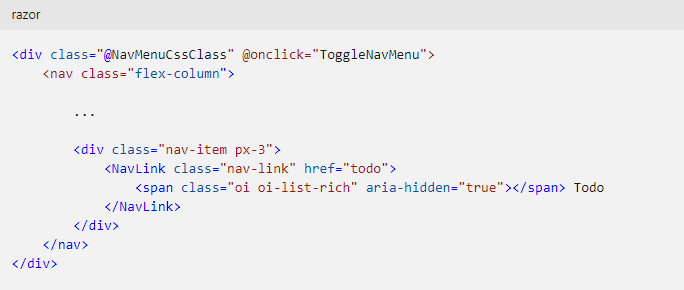 razor
<div class="@NavMenuCssClass" @onclick="ToggleNavMenu">
    <nav class="flex-column">
        ...
        <div class="nav-item px-3">
            <NavLink class="nav-link" href="todo">
                <span class="oi oi-list-rich" aria-hidden="true"></span> Todo
            </NavLink>
        </div>
    </nav>
</div>